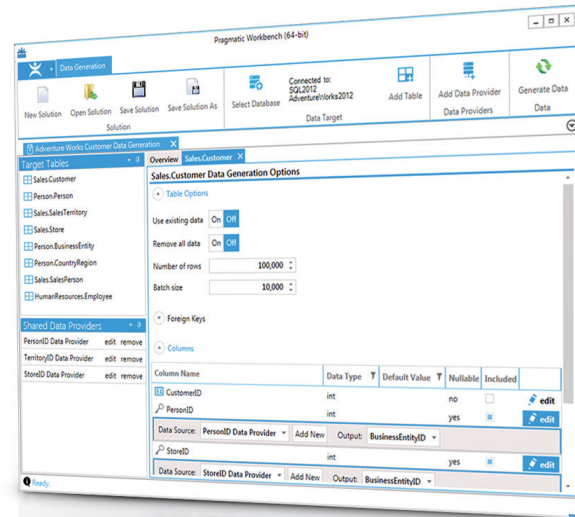 Pragmatic Workbench (64-bit)
Data Generation
New Solution
Open Solution
Save Solution
Save Solution As
Solution
Select Database
Connected to:
SQL2012
AdventureWorks2012
Add Table
Data Target
Add Data Provider
Data Providers
Generate Data
Data
Adventure Works Customer Data Generation X
Target Tables
Sales.Customer
Person.Person
Sales.SalesTerritory
Sales.Store
Person.BusinessEntity
Person.CountryRegion
Sales.SalesPerson
HumanResources.Employee
Shared Data Providers
PersonID Data Provider edit remove
TerritoryID Data Provider edit remove
StoreID Data Provider edit remove
Overview Sales.Customer X
Sales.Customer Data Generation Options
Table Options
Use existing data On Off
Remove all data On Off
Number of rows 100,000
Batch size 10,000
Foreign Keys
Columns
Column Name Data Type Default Value Nullable Included
CustomerID int no edit
PersonID int yes edit
Data Source: PersonID Data Provider Add New Output: BusinessEntityID
StoreID int yes edit
Data Source: StoreID Data Provider Add New Output: BusinessEntityID
Ready.